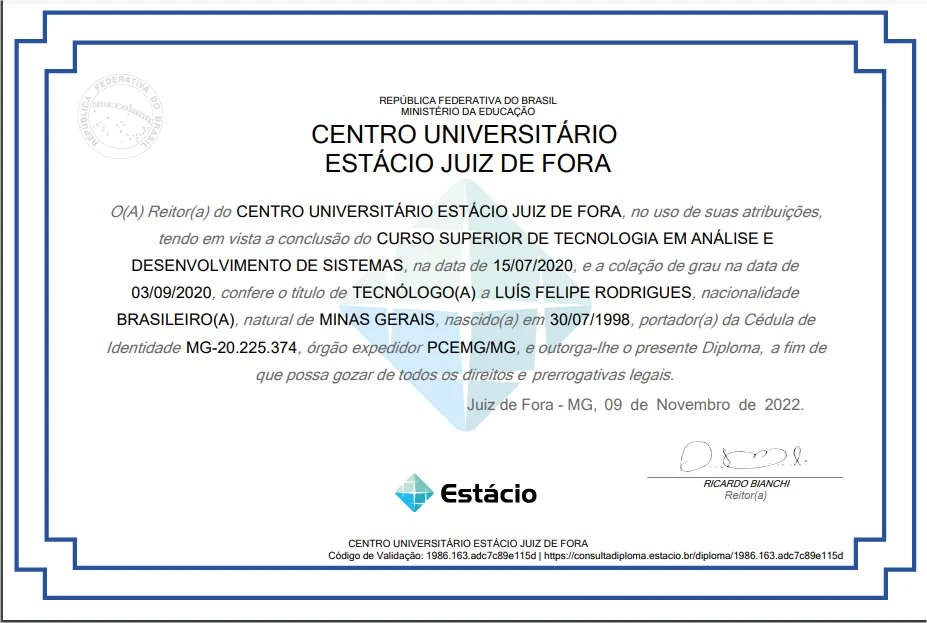 REPÚBLICA FEDERATIVA DO BRASIL
ORDEM E PROGRESSO
REPÚBLICA FEDERATIVA DO BRASIL
MINISTÉRIO DA EDUCAÇÃO
CENTRO UNIVERSITÁRIO
ESTÁCIO JUIZ DE FORA
O(A) Reitor(a) do CENTRO UNIVERSITÁRIO ESTÁCIO JUIZ DE FORA, no uso de suas atribuições,
tendo em vista a conclusão do CURSO SUPERIOR DE TECNOLOGIA EM ANÁLISE E
DESENVOLVIMENTO DE SISTEMAS, na data de 15/07/2020, e a colação de grau na data de
03/09/2020, confere o título de TECNÓLOGO(A) a LUÍS FELIPE RODRIGUES, nacionalidade
BRASILEIRO(A), natural de MINAS GERAIS, nascido(a) em 30/07/1998, portador(a) da Cédula de
Identidade MG-20.225.374, órgão expedidor PCEMG/MG, e outorga-lhe o presente Diploma, a fim de
que possa gozar de todos os direitos e prerrogativas legais.
Juiz de Fora - MG, 09 de Novembro de 2022.
RICARDO BIANCHI
Reitor(a)
Estácio
CENTRO UNIVERSITÁRIO ESTÁCIO JUIZ DE FORA
Código de Validação: 1986.163.adc7c89e115d | https://consultadiploma.estacio.br/diploma/1986.163.adc7c89e115d